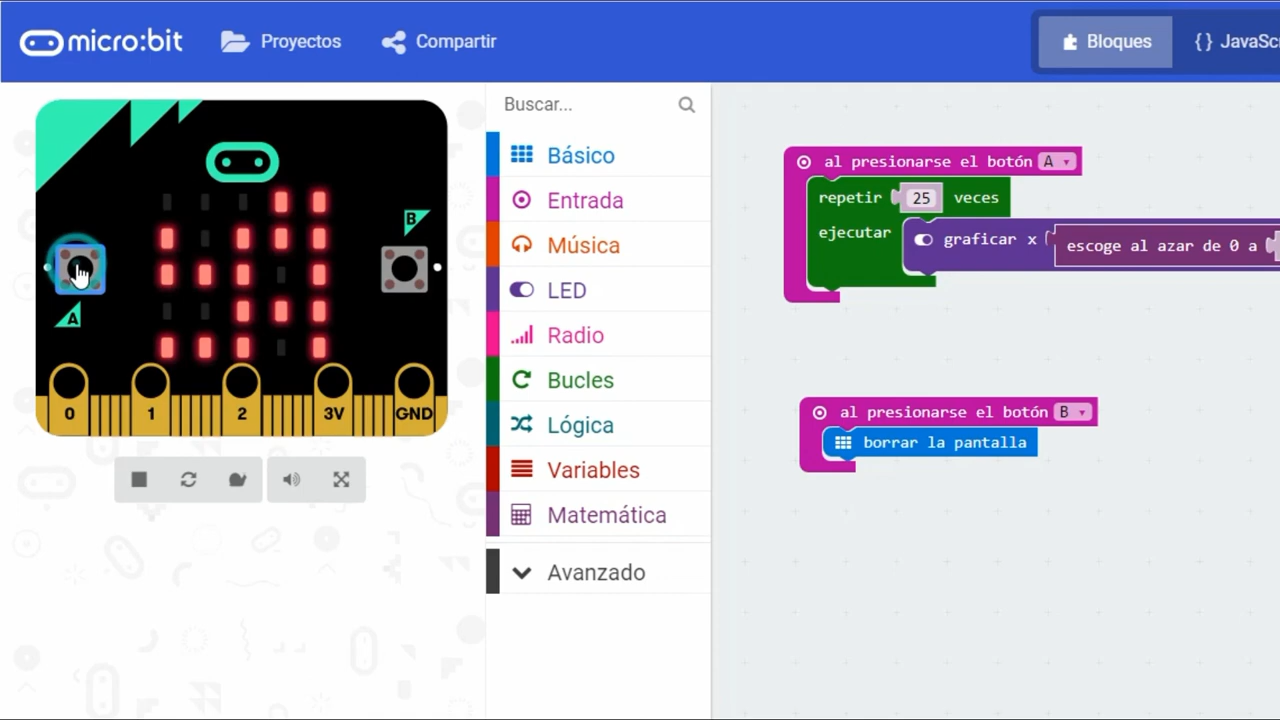 micro:bit Proyectos Compartir Bloques { } JavaScr
Buscar...
Básico
Entrada
Música
LED
Radio
Bucles
Lógica
Variables
Matemática
Avanzado
B
A
0 1 2 3V GND
al presionarse el botón A
repetir 25 veces
ejecutar graficar x escoge al azar de 0 a
al presionarse el botón B
borrar la pantalla